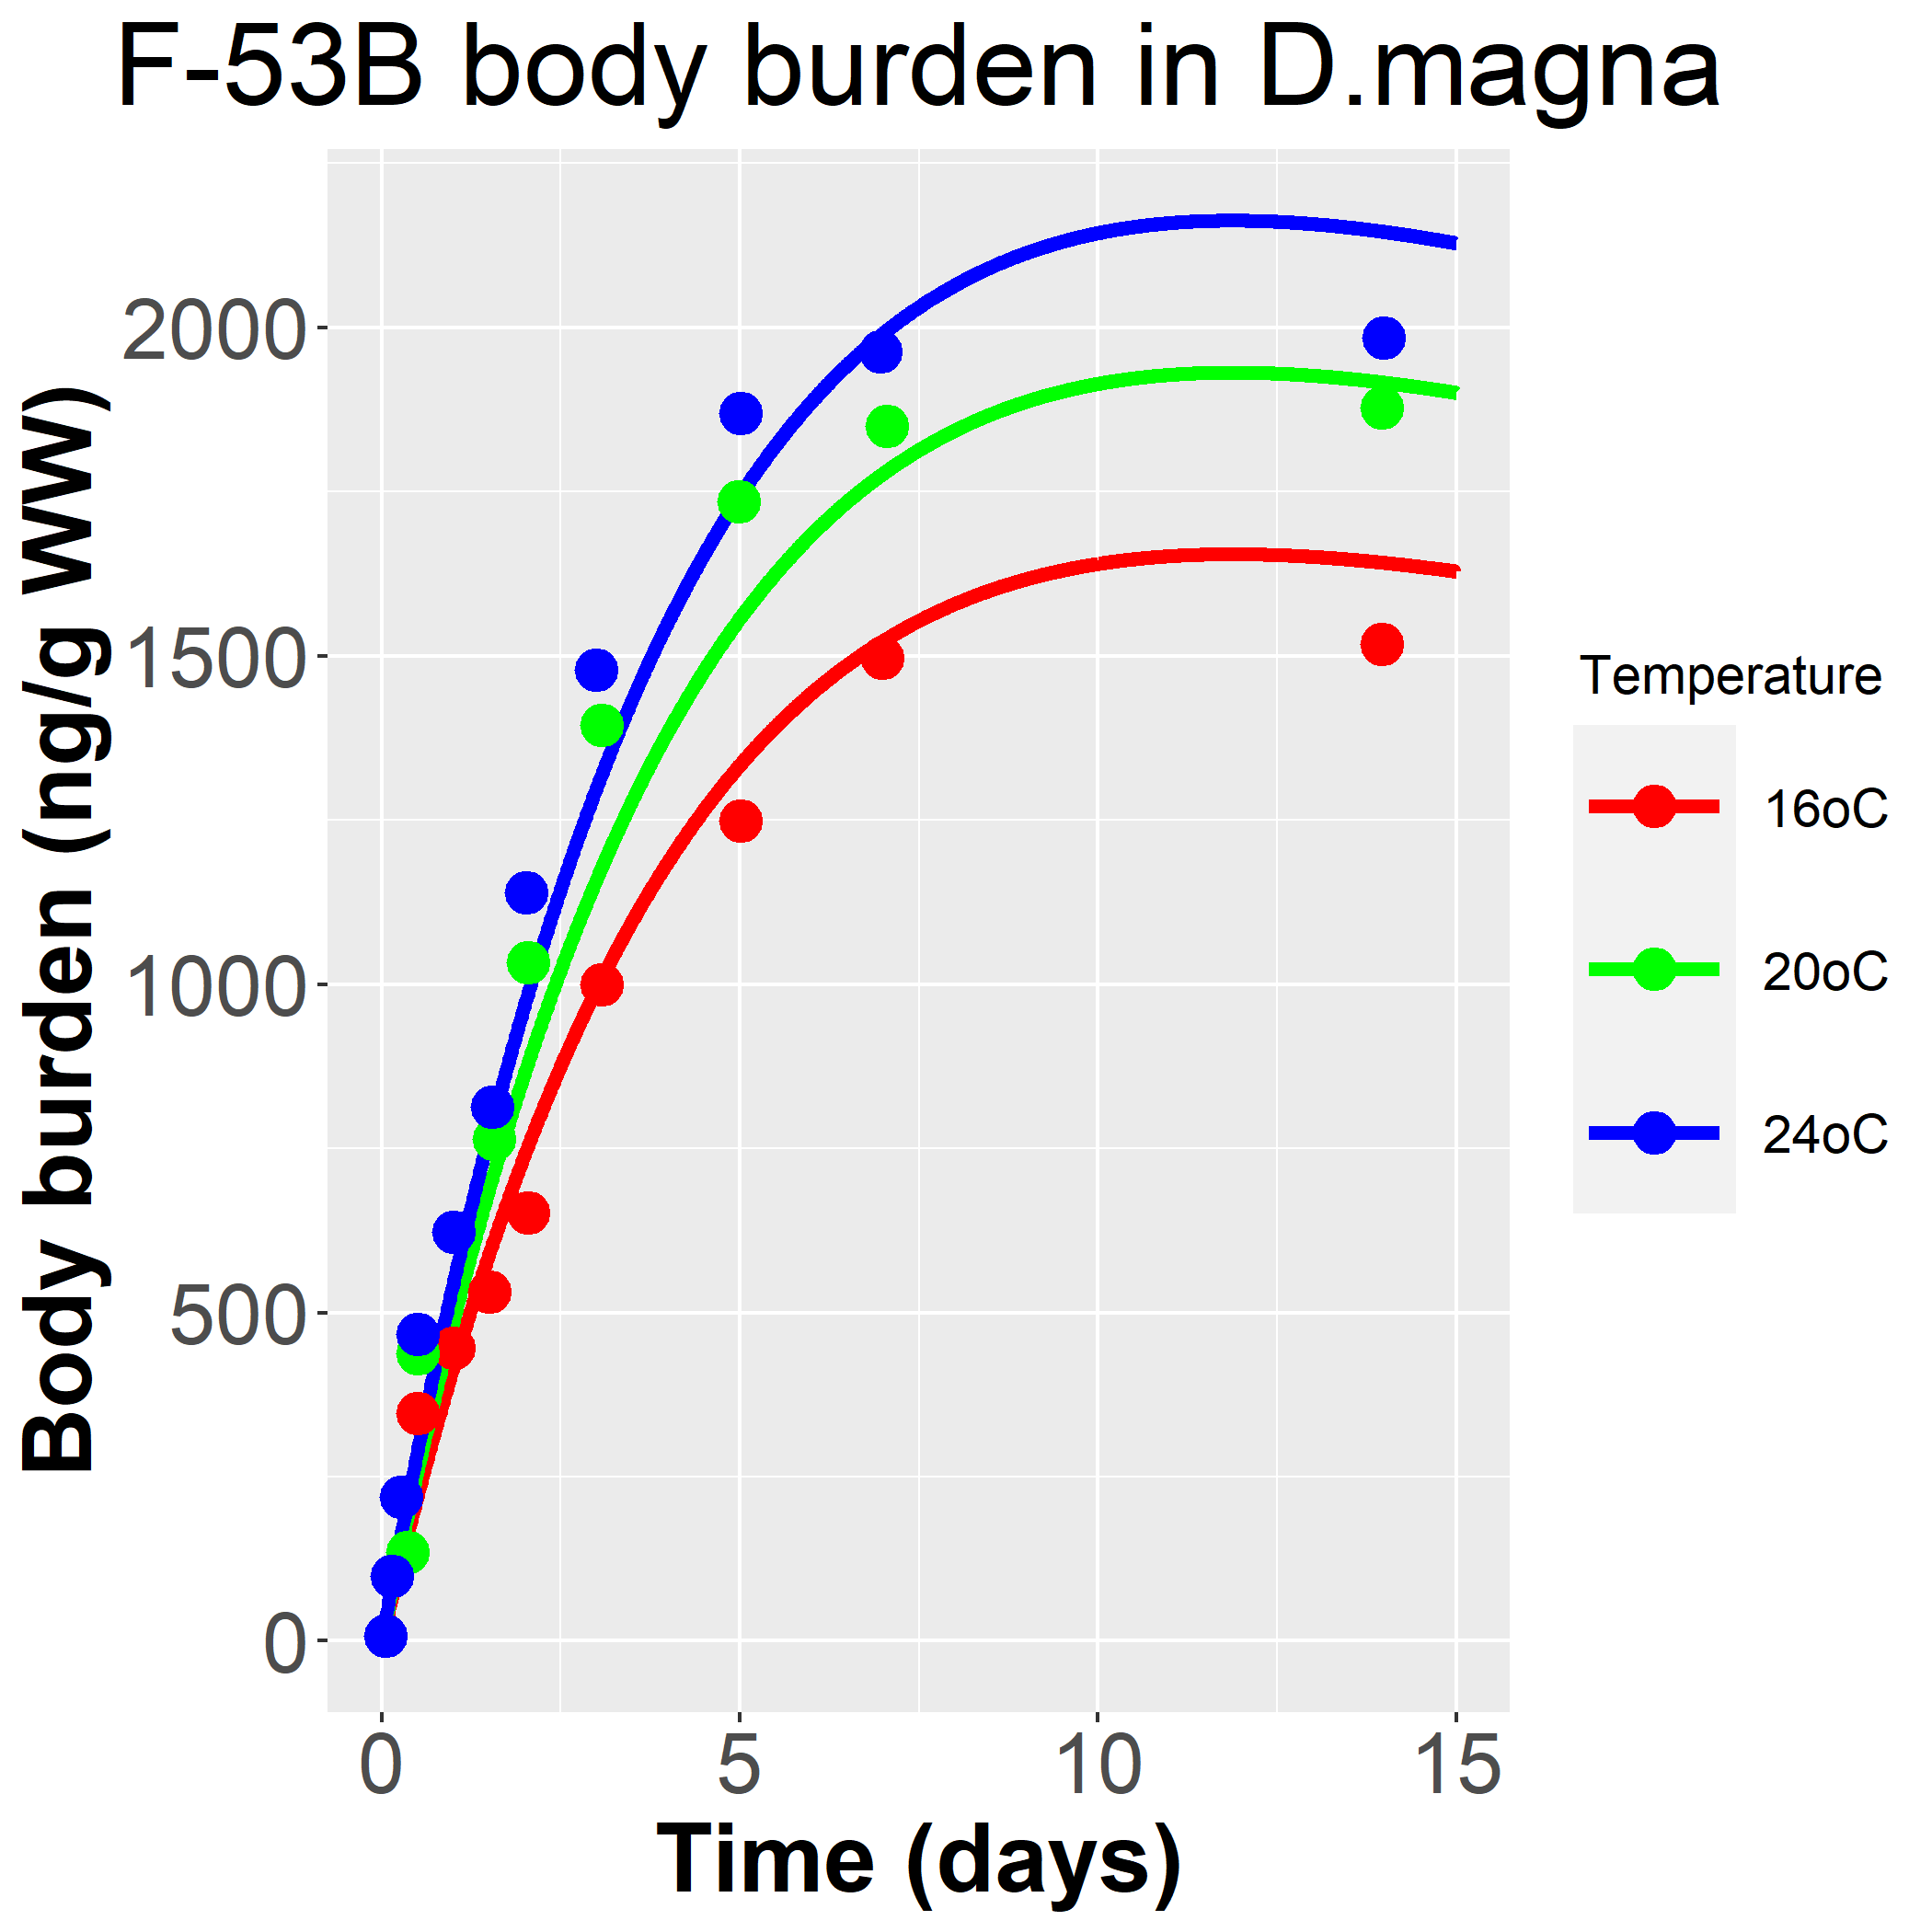 F-53B body burden in D.magna
Body burden (ng/g WW)
2000
1500
1000
500
0
0 5 10 15
Time (days)
Temperature
16oC
20oC
24oC